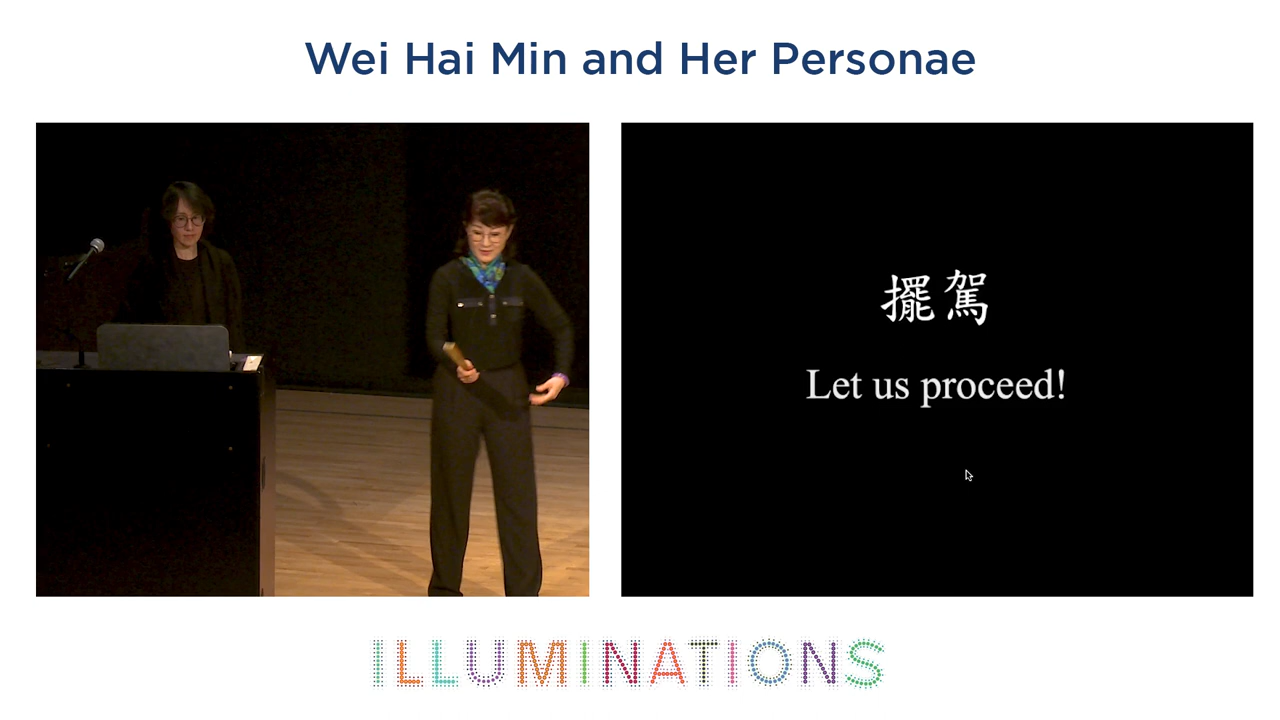 Wei Hai Min and Her Personae
擺駕
Let us proceed!
ILLUMINATIONS